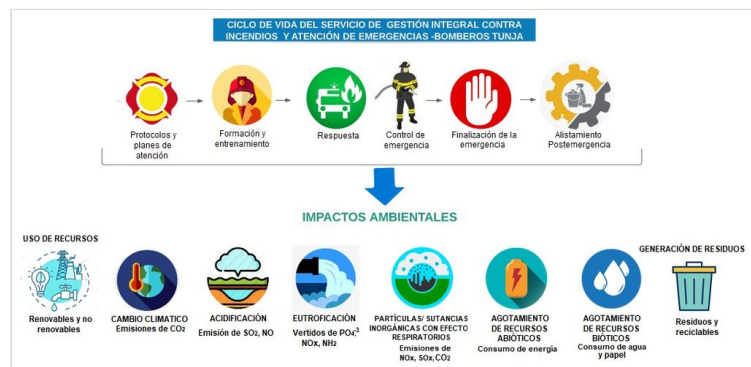 CICLO DE VIDA DEL SERVICIO DE GESTIÓN INTEGRAL CONTRA
INCENDIOS Y ATENCIÓN DE EMERGENCIAS -BOMBEROS TUNJA
Protocolos y
planes de
atención
Formación y
entrenamiento
Respuesta
Control de
emergencia
Finalización de la
emergencia
Alistamiento
Postemergencia
IMPACTOS AMBIENTALES
USO DE RECURSOS
Renovables y no
renovables
CAMBIO CLIMATICO
Emisiones de CO2
ACIDIFICACIÓN
Emisión de SO2, NO
EUTROFICACIÓN
Vertidos de PO4,-3
NOx, NH2
PARTÍCULAS/ SUTANCIAS
INORGÁNICAS CON EFECTO
RESPIRATORIOS
Emisiones de
NOx, SOx, CO2
AGOTAMIENTO
DE RECURSOS
ABIÓTICOS
Consumo de energía
AGOTAMIENTO
DE RECURSOS
BIÓTICOS
Consumo de agua
y papel
GENERACIÓN DE RESIDUOS
Residuos y
reciclables